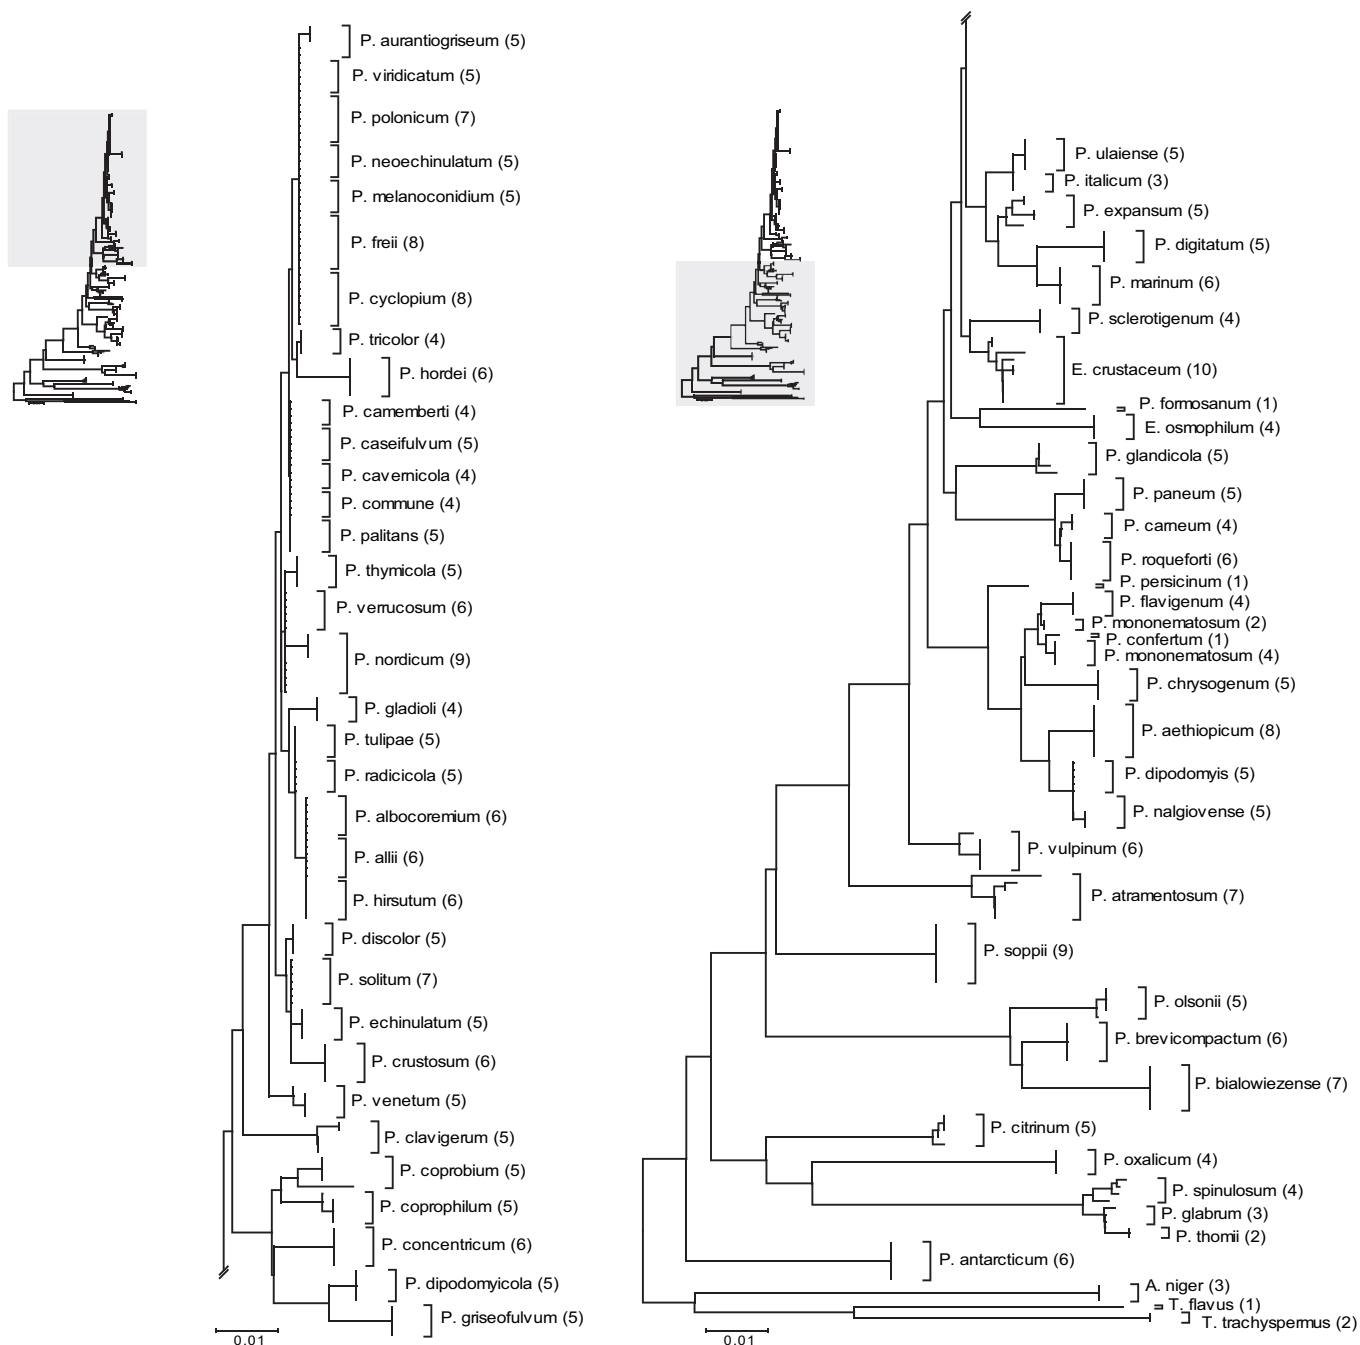 P. aurantiogriseum (5)
P. viridicatum (5)
P. polonicum (7)
P. neoechinulatum (5)
P. melanoconidium (5)
P. freii (8)
P. cyclopium (8)
P. tricolor (4)
P. hordei (6)
P. camemberti (4)
P. caseifulvum (5)
P. cavernicola (4)
P. commune (4)
P. palitans (5)
P. thymicola (5)
P. verrucosum (6)
P. nordicum (9)
P. gladioli (4)
P. tulipae (5)
P. radicicola (5)
P. albocoremium (6)
P. allii (6)
P. hirsutum (6)
P. discolor (5)
P. solitum (7)
P. echinulatum (5)
P. crustosum (6)
P. venetum (5)
P. clavigerum (5)
P. coprobium (5)
P. coprophilum (5)
P. concentricum (6)
P. dipodomyicola (5)
P. griseofulvum (5)
0.01
P. ulaiense (5)
P. italicum (3)
P. expansum (5)
P. digitatum (5)
P. marinum (6)
P. sclerotigenum (4)
E. crustaceum (10)
P. formosanum (1)
E. osmophilum (4)
P. glandicola (5)
P. paneum (5)
P. carneum (4)
P. roqueforti (6)
P. persicinum (1)
P. flavigenum (4)
P. mononematosum (2)
P. confertum (1)
P. mononematosum (4)
P. chrysogenum (5)
P. aethiopicum (8)
P. dipodomyis (5)
P. nalgiovense (5)
P. vulpinum (6)
P. atramentosum (7)
P. soppii (9)
P. olsonii (5)
P. brevicompactum (6)
P. bialowiezense (7)
P. citrinum (5)
P. oxalicum (4)
P. spinulosum (4)
P. glabrum (3)
P. thomii (2)
P. antarcticum (6)
A. niger (3)
T. flavus (1)
T. trachyspermus (2)
0.01